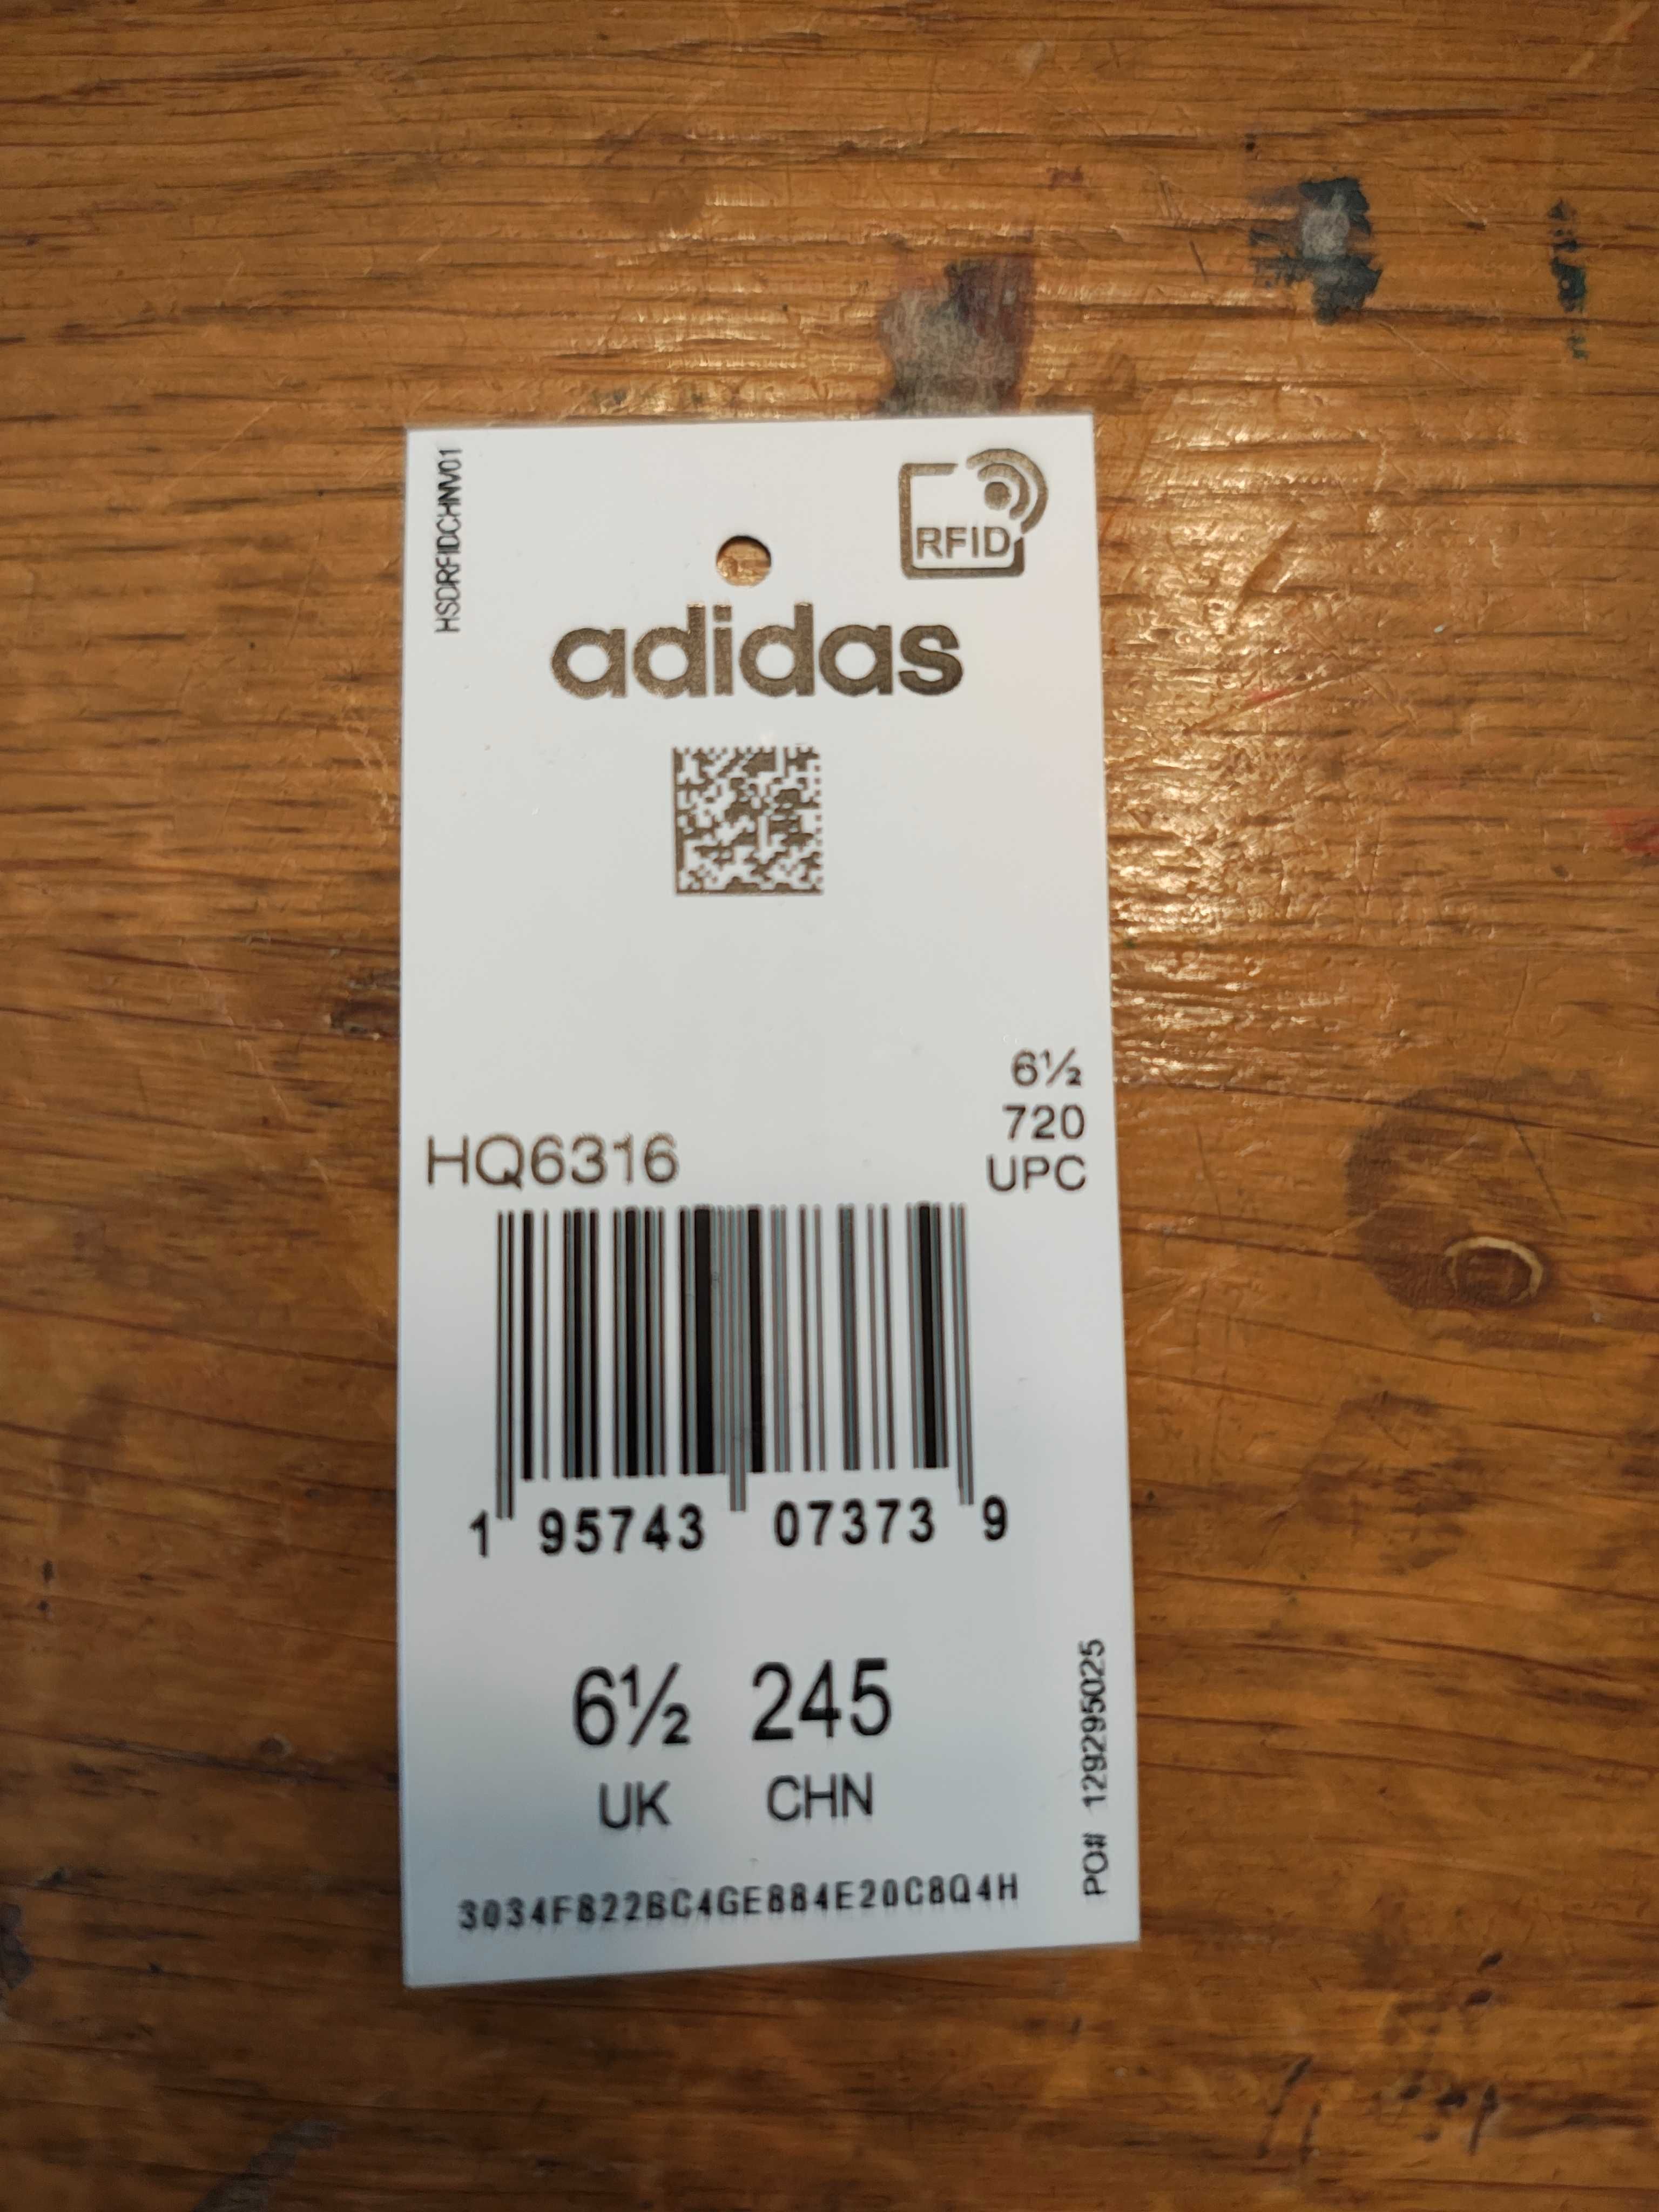 HSDRFIDCHNV01
RFID
adidas
6½
720
UPC
HQ6316
1 95743 07373 9
6½ 245
UK CHN
PO# 129295025
3034F822BC4GE884E20C8Q4H